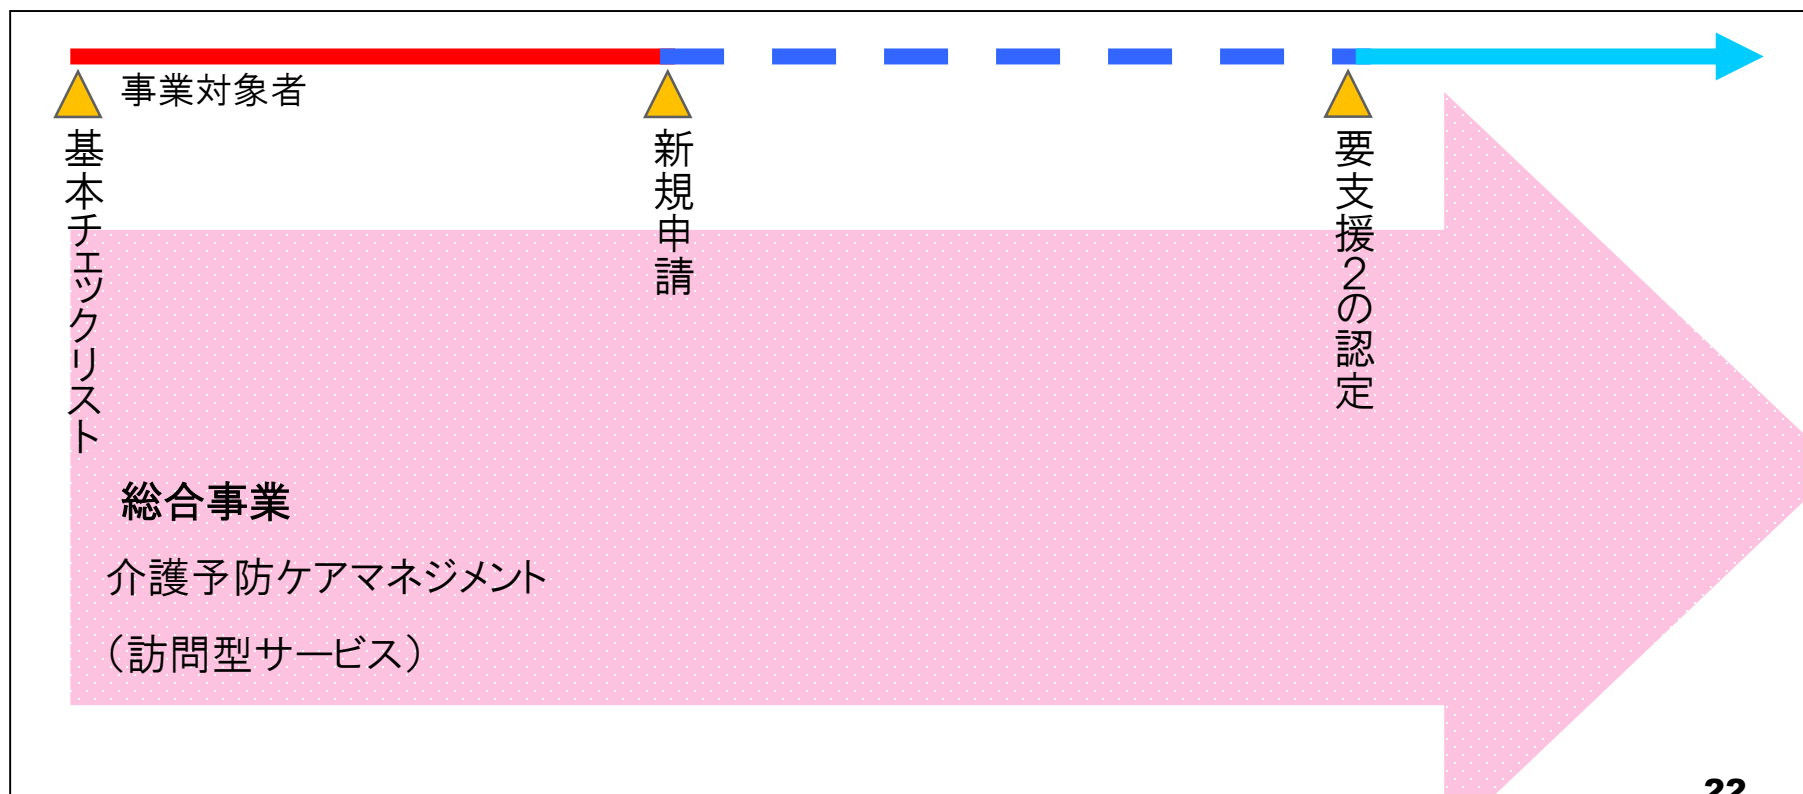 事業対象者
基本チェックリスト
新規申請
要支援2の認定
総合事業
介護予防ケアマネジメント
（訪問型サービス）
22